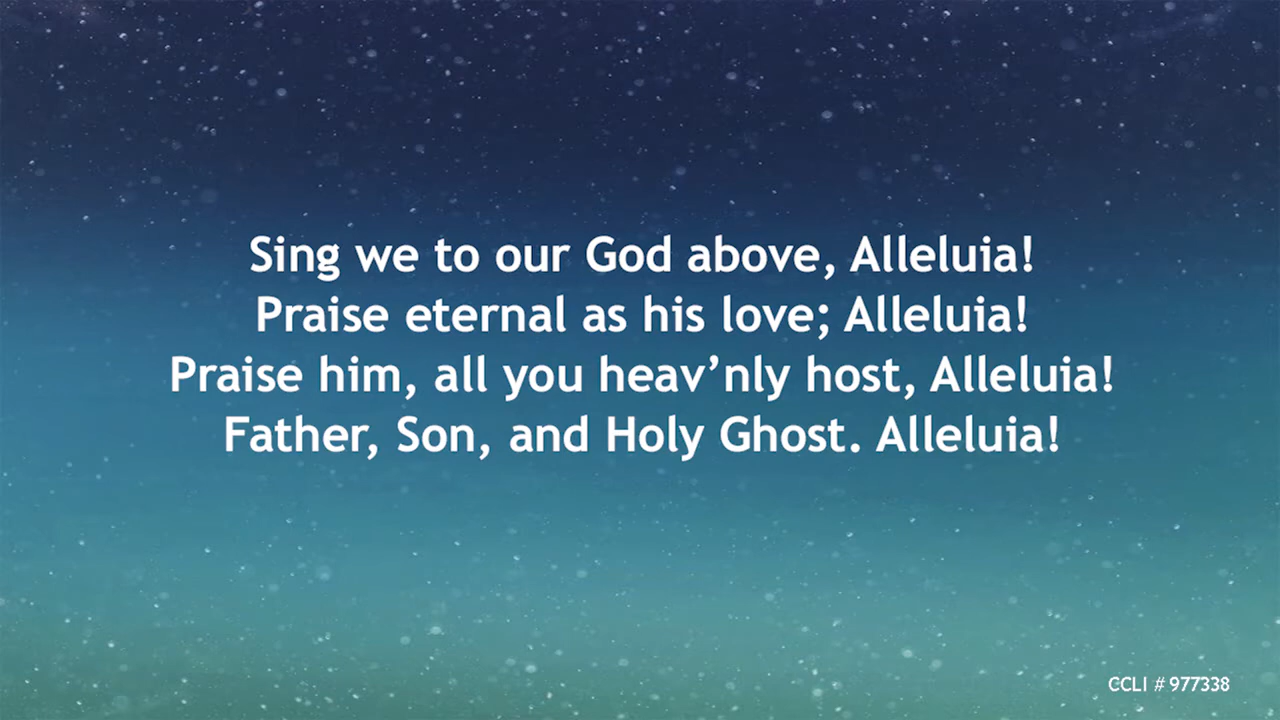 Sing we to our God above, Alleluia!
Praise eternal as his love; Alleluia!
Praise him, all you heav’nly host, Alleluia!
Father, Son, and Holy Ghost. Alleluia!
CCLI # 977338